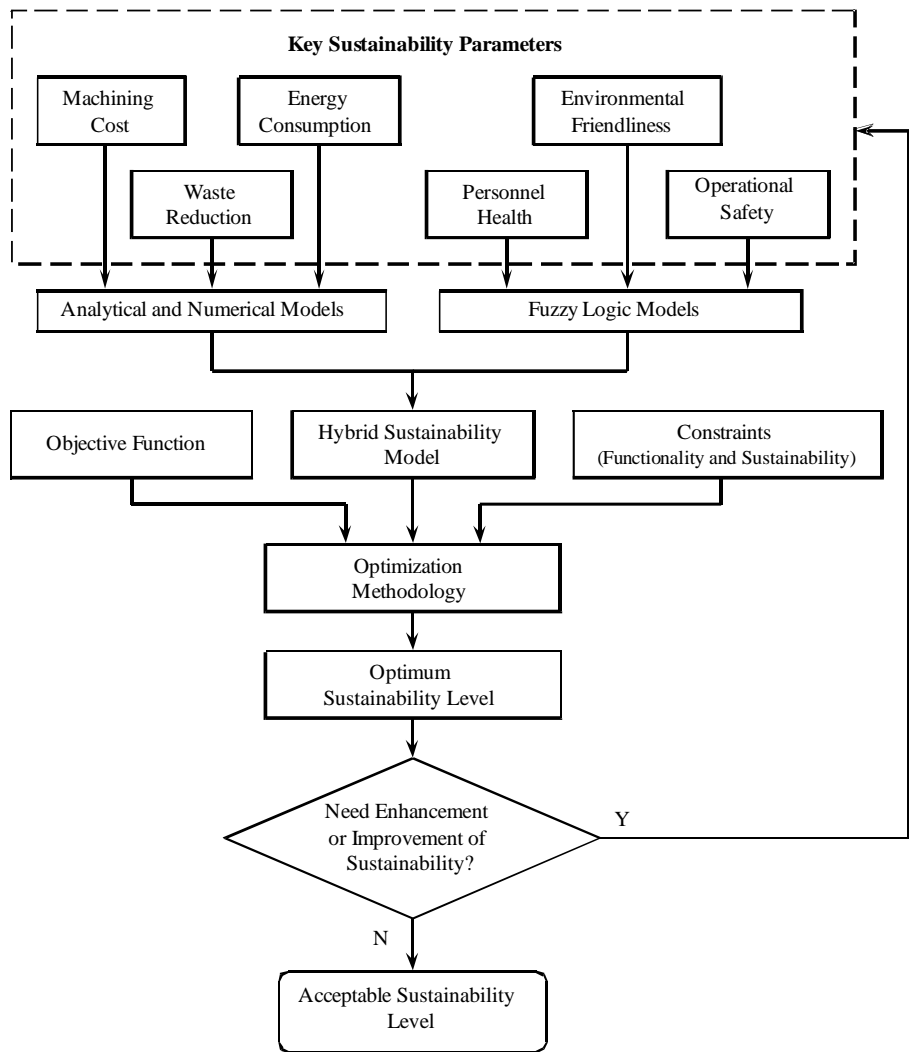 Key Sustainability Parameters
Machining
Cost
Energy
Consumption
Environmental
Friendliness
Waste
Reduction
Personnel
Health
Operational
Safety
Analytical and Numerical Models
Fuzzy Logic Models
Objective Function
Hybrid Sustainability
Model
Constraints
(Functionality and Sustainability)
Optimization
Methodology
Optimum
Sustainability Level
Need Enhancement
or Improvement of
Sustainability?
Y
N
Acceptable Sustainability
Level